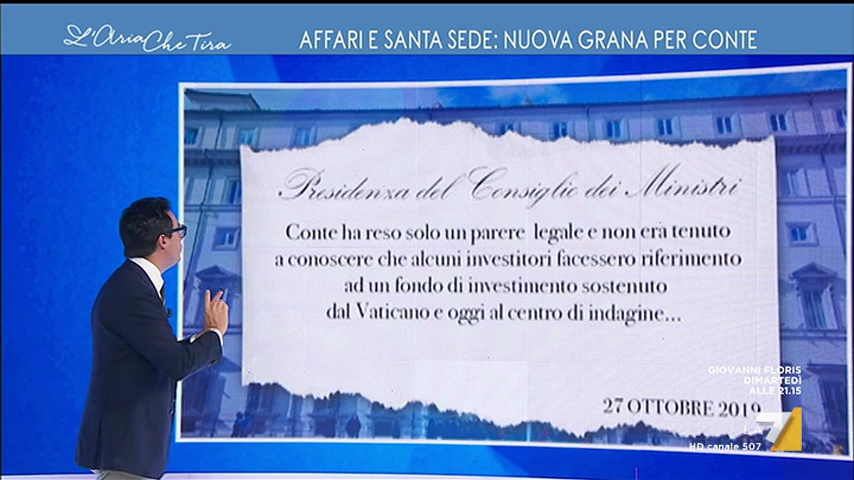 L'Aria Che Tira
AFFARI E SANTA SEDE: NUOVA GRANA PER CONTE
Presidenza del Consiglio dei Ministri
Conte ha reso solo un parere legale e non era tenuto
a conoscere che alcuni investitori facessero riferimento
ad un fondo di investimento sostenuto
dal Vaticano e oggi al centro di indagine...
27 OTTOBRE 2019
GIOVANNI FLORIS
DIMARTEDÌ
ALLE 21.15
La 7
HD canale 507